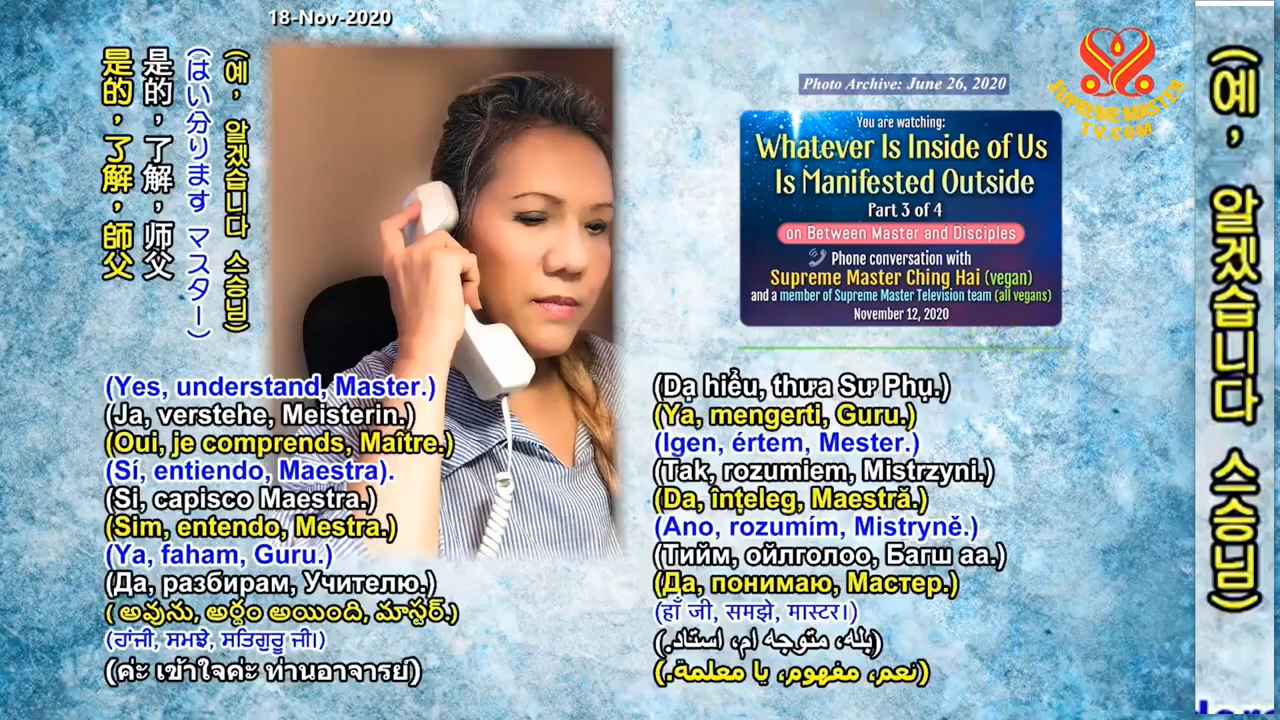 18-Nov-2020
是的，了解，師父
是的，了解，师父
(はい分ります マスター)
(예, 알겠습니다 스승님)
Photo Archive: June 26, 2020
SUPREME MASTER
TV.COM
You are watching:
Whatever Is Inside of Us
Is Manifested Outside
Part 3 of 4
on Between Master and Disciples
Phone conversation with
Supreme Master Ching Hai (vegan)
and a member of Supreme Master Television team (all vegans)
November 12, 2020
(Yes, understand, Master.)
(Ja, verstehe, Meisterin.)
(Oui, je comprends, Maître.)
(Sí, entiendo, Maestra).
(Si, capisco Maestra.)
(Sim, entendo, Mestra.)
(Ya, faham, Guru.)
(Да, разбирам, Учителю.)
( అవును, అర్థం అయింది, మాస్టర్.)
(ਹਾਂਜੀ, ਸਮਝੇ, ਸਤਿਗੁਰੂ ਜੀ।)
(ค่ะ เข้าใจค่ะ ท่านอาจารย์)
(Dạ hiểu, thưa Sư Phụ.)
(Ya, mengerti, Guru.)
(Igen, értem, Mester.)
(Tak, rozumiem, Mistrzyni.)
(Da, înțeleg, Maestră.)
(Ano, rozumím, Mistryně.)
(Тийм, ойлголоо, Багш аа.)
(Да, понимаю, Мастер.)
(हाँ जी, समझे, मास्टर।)
(بله، متوجه ام، استاد.)
(نعم، مفهوم، يا معلمة.)
(예, 알겠습니다 스승님)